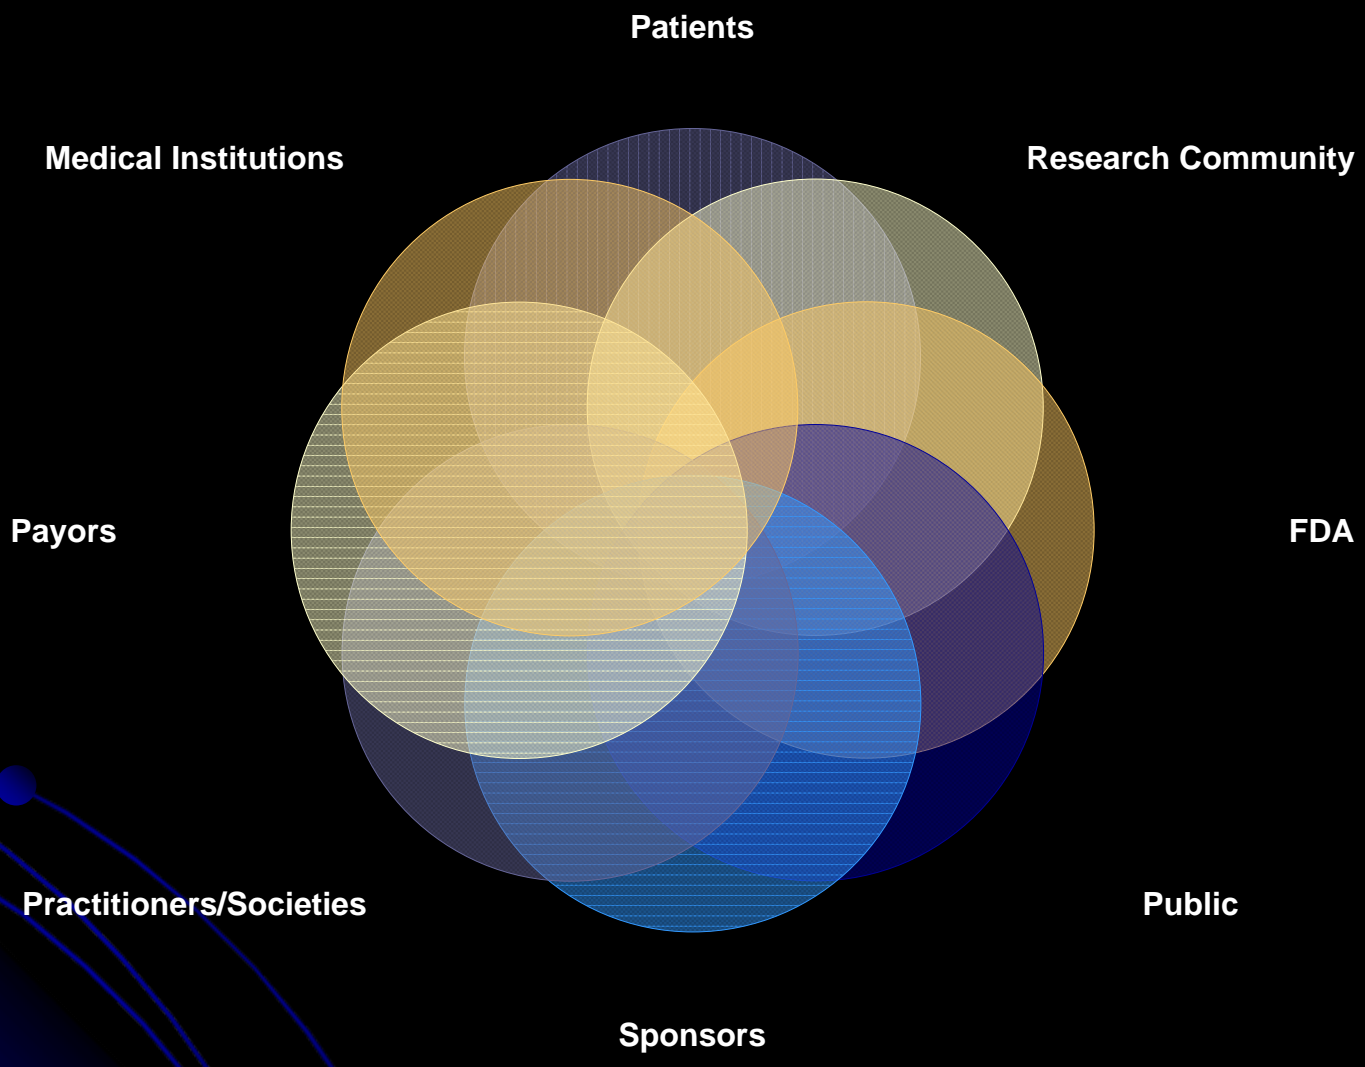 Patients
Medical Institutions
Research Community
Payors
FDA
Practitioners/Societies
Public
Sponsors